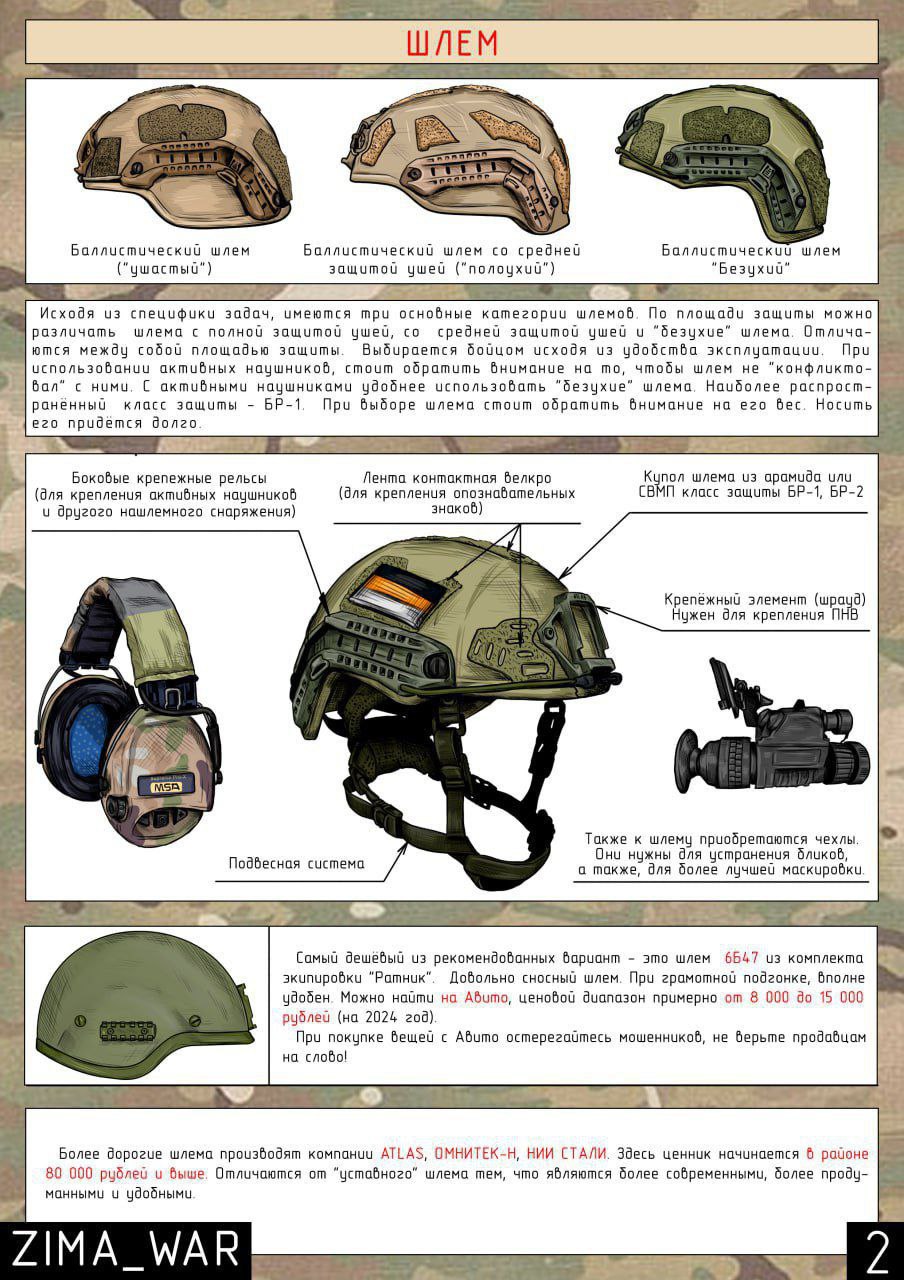 ШЛЕМ
Баллистический шлем
("ушастый")
Баллистический шлем со средней
защитой ушей ("полоухий")
Баллистический шлем
"Безухий"
Исходя из специфики задач, имеются три основные категории шлемов. По площади защиты можно
различать шлема с полной защитой ушей, со средней защитой ушей и "безухие" шлема. Отлича-
ются между собой площадью защиты. Выбирается бойцом исходя из удобства эксплуатации. При
использовании активных наушников, стоит обратить внимание на то, чтобы шлем не "конфликто-
вал" с ними. С активными наушниками удобнее использовать "безухие" шлема. Наиболее распрост-
ранённый класс защиты - БР-1. При выборе шлема стоит обратить внимание на его вес. Носить
его придётся долго.
Боковые крепежные рельсы
(для крепления активных наушников
и другого нашлемного снаряжения)
Лента контактная велкро
(для крепления опознавательных
знаков)
Купол шлема из арамида или
СВМП класс защиты БР-1, БР-2
Крепёжный элемент (шрауд)
Нужен для крепления ПНВ
ATLAS
Supreme Pro-X
MSA
Подвесная система
Также к шлему приобретаются чехлы.
Они нужны для устранения бликов,
а также, для более лучшей маскировки.
Самый дешёвый из рекомендованных вариант - это шлем 6Б47 из комплекта
экипировки "Ратник". Довольно сносный шлем. При грамотной подгонке, вполне
удобен. Можно найти на Авито, ценовой диапазон примерно от 8 000 до 15 000
рублей (на 2024 год).
При покупке вещей с Авито остерегайтесь мошенников, не верьте продавцам
на слово!
Более дорогие шлема производят компании ATLAS, ОМНИТЕК-Н, НИИ СТАЛИ. Здесь ценник начинается в районе
80 000 рублей и выше. Отличаются от "уставного" шлема тем, что являются более современными, более проду-
манными и удобными.
ZIMA_WAR
2